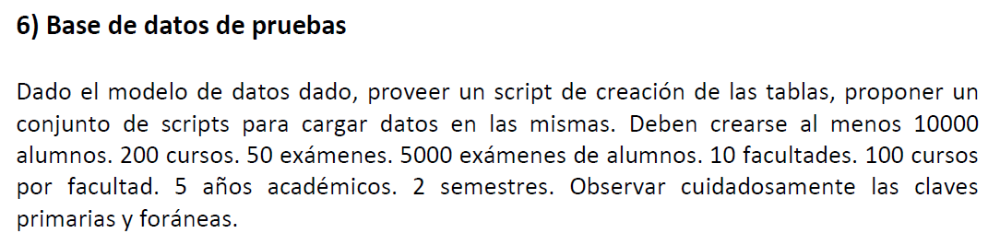 6) Base de datos de pruebas
Dado el modelo de datos dado, proveer un script de creación de las tablas, proponer un
conjunto de scripts para cargar datos en las mismas. Deben crearse al menos 10000
alumnos. 200 cursos. 50 exámenes. 5000 exámenes de alumnos. 10 facultades. 100 cursos
por facultad. 5 años académicos. 2 semestres. Observar cuidadosamente las claves
primarias y foráneas.